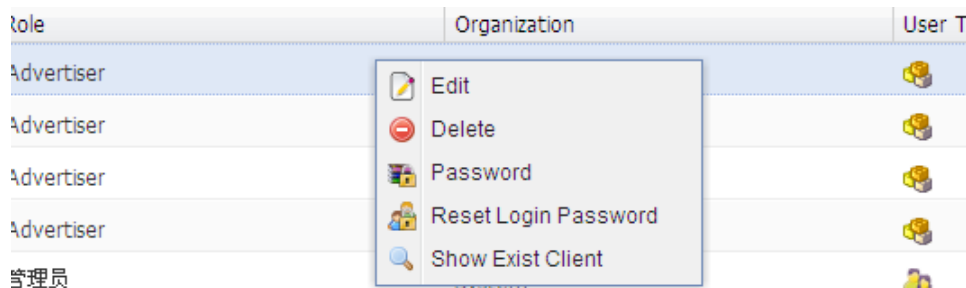 Role Organization User T
Advertiser
Edit
Advertiser
Delete
Advertiser
Password
Advertiser
Reset Login Password
管理员
Show Exist Client